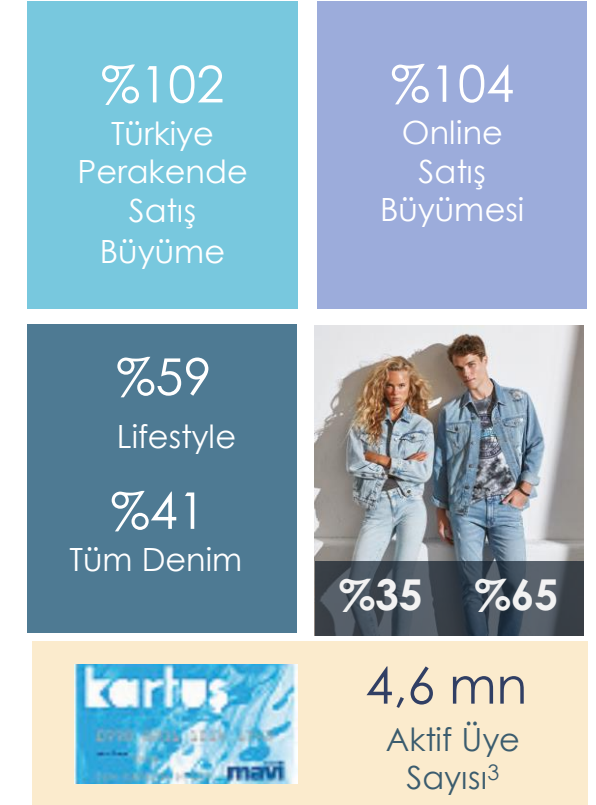 %102
Türkiye
Perakende
Satış
Büyüme
%104
Online
Satış
Büyümesi
%59
Lifestyle
%41
Tüm Denim
%35 %65
kartuş
mavi
4,6 mn
Aktif Üye
Sayısı³